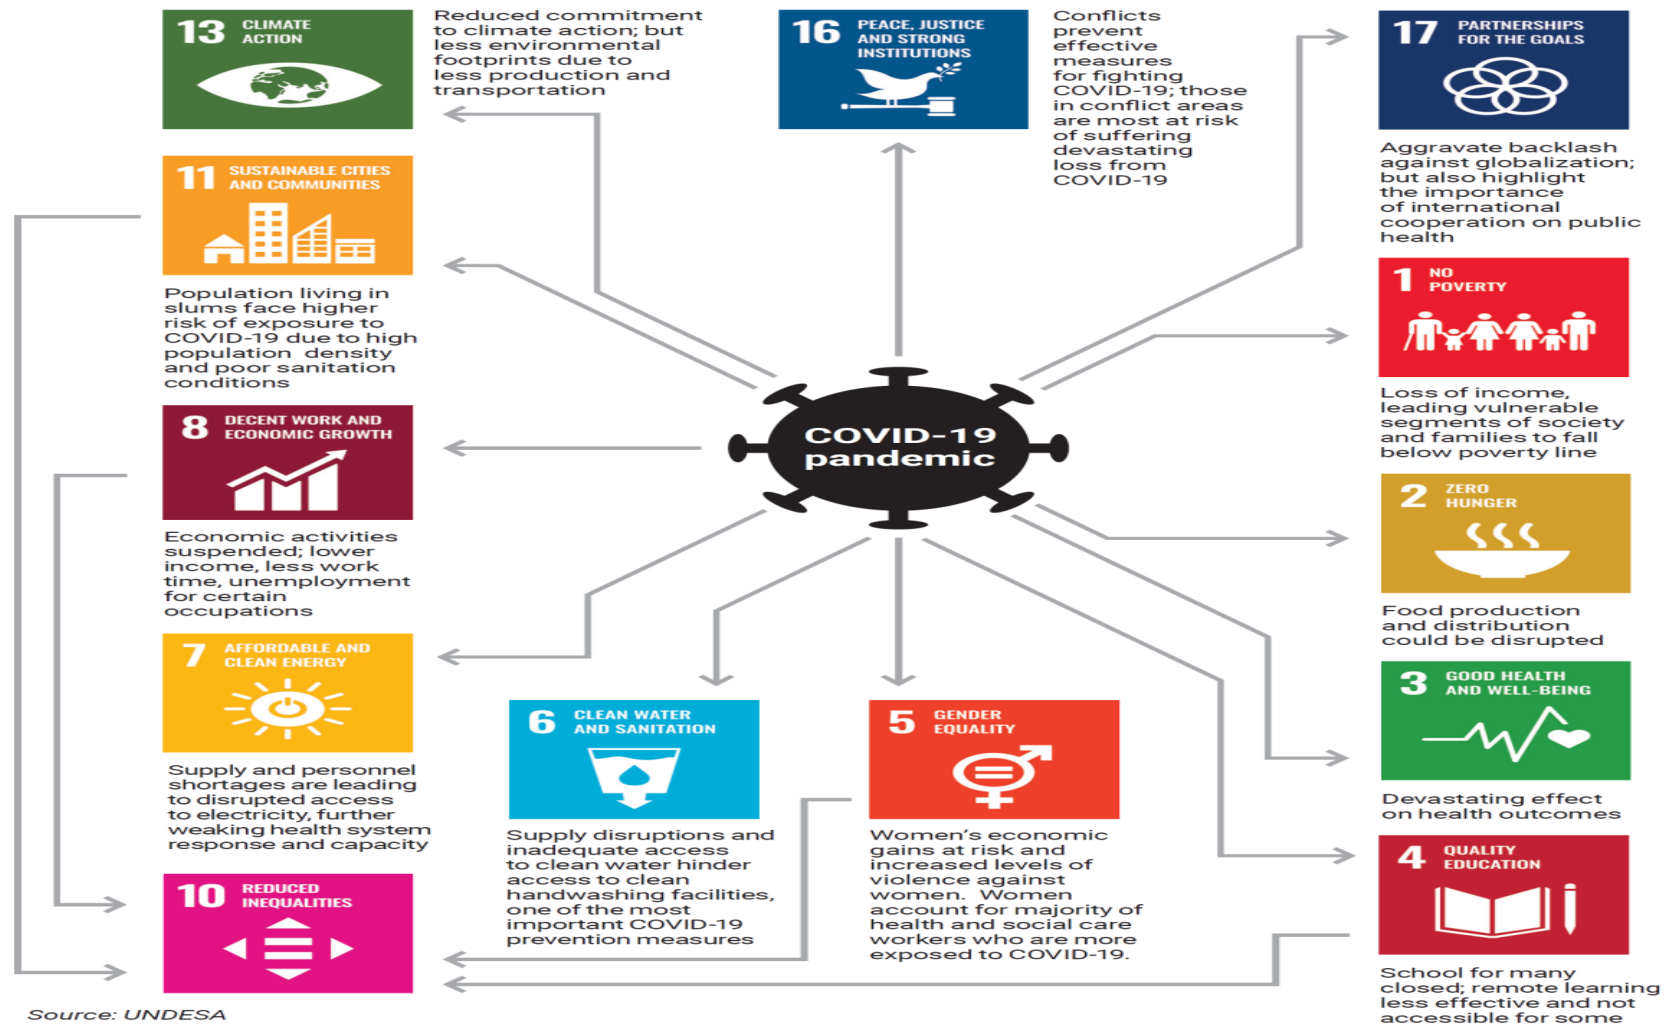 13 CLIMATE
ACTION
Reduced commitment
to climate action; but
less environmental
footprints due to
less production and
transportation
16 PEACE, JUSTICE
AND STRONG
INSTITUTIONS
Conflicts
prevent
effective
measures
for fighting
COVID-19; those
in conflict areas
are most at risk
of suffering
devastating
loss from
COVID-19
17 PARTNERSHIPS
FOR THE GOALS
Aggravate backlash
against globalization;
but also highlight
the importance
of international
cooperation on public
health
11 SUSTAINABLE CITIES
AND COMMUNITIES
Population living in
slums face higher
risk of exposure to
COVID-19 due to high
population density
and poor sanitation
conditions
1 NO
POVERTY
Loss of income,
leading vulnerable
segments of society
and families to fall
below poverty line
8 DECENT WORK AND
ECONOMIC GROWTH
Economic activities
suspended; lower
income, less work
time, unemployment
for certain
occupations
COVID-19
pandemic
2 ZERO
HUNGER
Food production
and distribution
could be disrupted
7 AFFORDABLE AND
CLEAN ENERGY
Supply and personnel
shortages are leading
to disrupted access
to electricity, further
weaking health system
response and capacity
6 CLEAN WATER
AND SANITATION
Supply disruptions and
inadequate access
to clean water hinder
access to clean
handwashing facilities,
one of the most
important COVID-19
prevention measures
5 GENDER
EQUALITY
Women's economic
gains at risk and
increased levels of
violence against
women. Women
account for majority of
health and social care
workers who are more
exposed to COVID-19.
3 GOOD HEALTH
AND WELL-BEING
Devastating effect
on health outcomes
10 REDUCED
INEQUALITIES
4 QUALITY
EDUCATION
School for many
closed; remote learning
less effective and not
accessible for some
Source: UNDESA